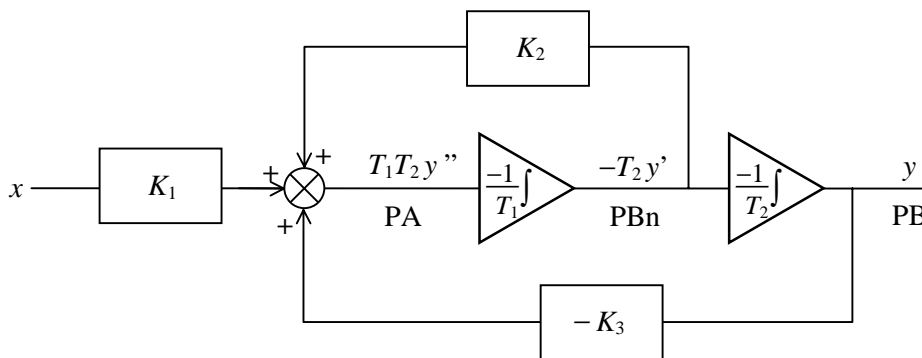 K2
+
T1T2y” −T2y’ y
x K1 + −1/T1 ∫ −1/T2 ∫
+ PA PBn PB
− K3